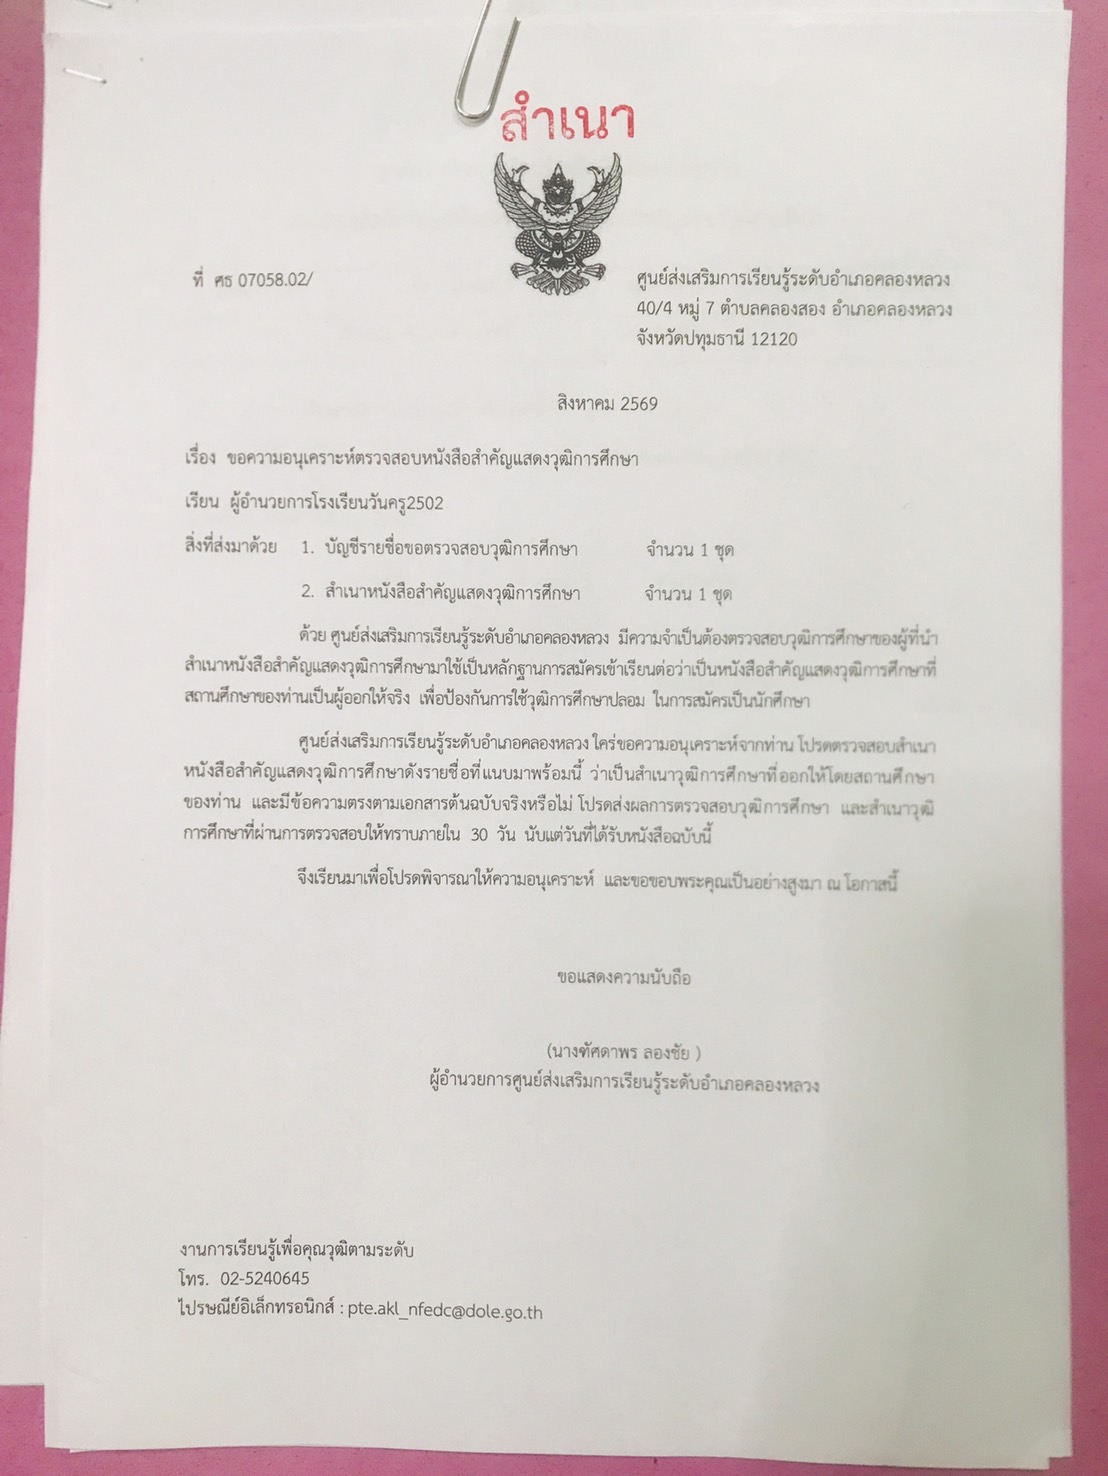 สำเนา
ที่ ศธ 07058.02/
ศูนย์ส่งเสริมการเรียนรู้ระดับอำเภอคลองหลวง
40/4 หมู่ 7 ตำบลคลองสอง อำเภอคลองหลวง
จังหวัดปทุมธานี 12120
สิงหาคม 2569
เรื่อง ขอความอนุเคราะห์ตรวจสอบหนังสือสำคัญแสดงวุฒิการศึกษา
เรียน ผู้อำนวยการโรงเรียนวันครู2502
สิ่งที่ส่งมาด้วย 1. บัญชีรายชื่อขอตรวจสอบวุฒิการศึกษา จำนวน 1 ชุด
2. สำเนาหนังสือสำคัญแสดงวุฒิการศึกษา จำนวน 1 ชุด
ด้วย ศูนย์ส่งเสริมการเรียนรู้ระดับอำเภอคลองหลวง มีความจำเป็นต้องตรวจสอบวุฒิการศึกษาของผู้ที่นำ
สำเนาหนังสือสำคัญแสดงวุฒิการศึกษามาใช้เป็นหลักฐานการสมัครเข้าเรียนต่อว่าเป็นหนังสือสำคัญแสดงวุฒิการศึกษาที่
สถานศึกษาของท่านเป็นผู้ออกให้จริง เพื่อป้องกันการใช้วุฒิการศึกษาปลอม ในการสมัครเป็นนักศึกษา
ศูนย์ส่งเสริมการเรียนรู้ระดับอำเภอคลองหลวง ใคร่ขอความอนุเคราะห์จากท่าน โปรดตรวจสอบสำเนา
หนังสือสำคัญแสดงวุฒิการศึกษาดังรายชื่อที่แนบมาพร้อมนี้ ว่าเป็นสำเนาวุฒิการศึกษาที่ออกให้โดยสถานศึกษา
ของท่าน และมีข้อความตรงตามเอกสารต้นฉบับจริงหรือไม่ โปรดส่งผลการตรวจสอบวุฒิการศึกษา และสำเนาวุฒิ
การศึกษาที่ผ่านการตรวจสอบให้ทราบภายใน 30 วัน นับแต่วันที่ได้รับหนังสือฉบับนี้
จึงเรียนมาเพื่อโปรดพิจารณาให้ความอนุเคราะห์ และขอขอบพระคุณเป็นอย่างสูงมา ณ โอกาสนี้
ขอแสดงความนับถือ
(นางทัศดาพร ลองชัย )
ผู้อำนวยการศูนย์ส่งเสริมการเรียนรู้ระดับอำเภอคลองหลวง
งานการเรียนรู้เพื่อคุณวุฒิตามระดับ
โทร. 02-5240645
ไปรษณีย์อิเล็กทรอนิกส์ : pte.akl_nfedc@dole.go.th